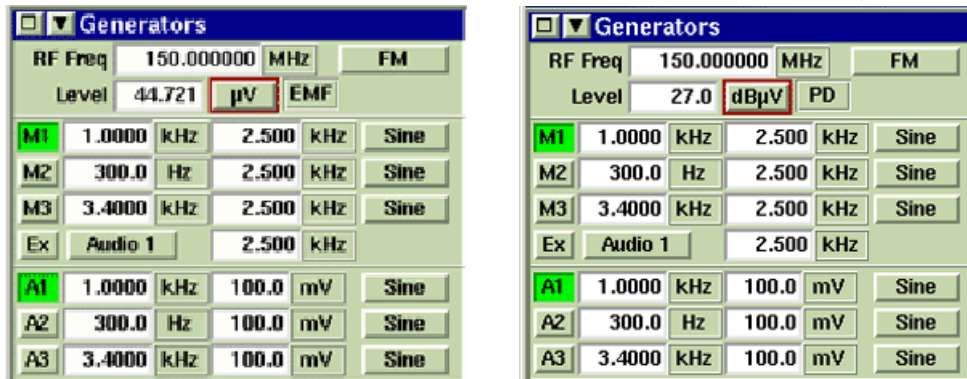 Generators
RF Freq 150.000000 MHz FM
Level 44.721 µV EMF
M1 1.0000 kHz 2.500 kHz Sine
M2 300.0 Hz 2.500 kHz Sine
M3 3.4000 kHz 2.500 kHz Sine
Ex Audio 1 2.500 kHz
A1 1.0000 kHz 100.0 mV Sine
A2 300.0 Hz 100.0 mV Sine
A3 3.4000 kHz 100.0 mV Sine
Generators
RF Freq 150.000000 MHz FM
Level 27.0 dBµV PD
M1 1.0000 kHz 2.500 kHz Sine
M2 300.0 Hz 2.500 kHz Sine
M3 3.4000 kHz 2.500 kHz Sine
Ex Audio 1 2.500 kHz
A1 1.0000 kHz 100.0 mV Sine
A2 300.0 Hz 100.0 mV Sine
A3 3.4000 kHz 100.0 mV Sine